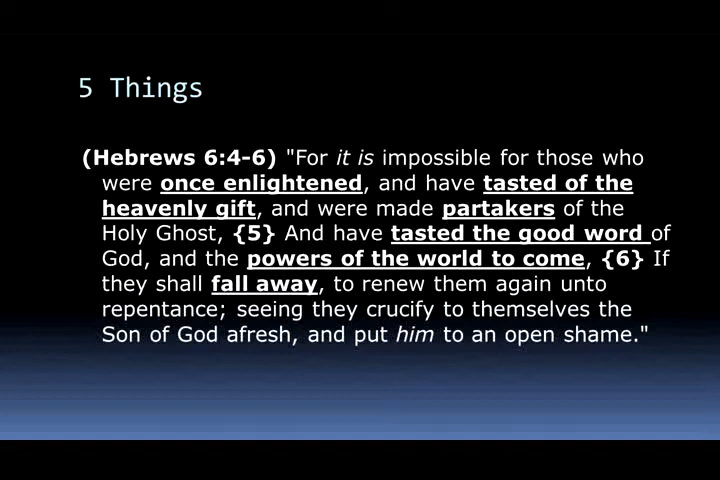 5 Things
(Hebrews 6:4-6) "For it is impossible for those who
were once enlightened, and have tasted of the
heavenly gift, and were made partakers of the
Holy Ghost, {5} And have tasted the good word of
God, and the powers of the world to come, {6} If
they shall fall away, to renew them again unto
repentance; seeing they crucify to themselves the
Son of God afresh, and put him to an open shame."